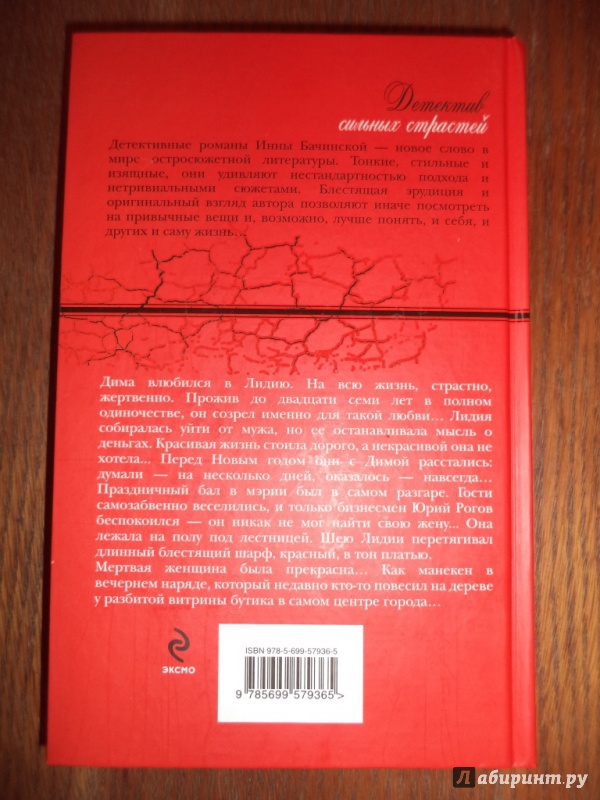 Детектив
сильных страстей
Детективные романы Инны Бачинской — новое слово в
мире остросюжетной литературы. Тонкие, стильные и
изящные, они удивляют нестандартностью подхода и
нетривиальными сюжетами. Блестящая эрудиция и
оригинальный взгляд автора позволяют иначе посмотреть
на привычные вещи и, возможно, лучше понять, и себя, и
других и саму жизнь...
Дима влюбился в Лидию. На всю жизнь, страстно,
жертвенно. Прожив до двадцати семи лет в полном
одиночестве, он созрел именно для такой любви... Лидия
собиралась уйти от мужа, но ее останавливала мысль о
деньгах. Красивая жизнь стоила дорого, а некрасивой она не
хотела... Перед Новым годом они с Димой расстались:
думали — на несколько дней, оказалось — навсегда...
Праздничный бал в мэрии был в самом разгаре. Гости
самозабвенно веселились, и только бизнесмен Юрий Рогов
беспокоился — он никак не мог найти свою жену... Она
лежала на полу под лестницей. Шею Лидии перетягивал
длинный блестящий шарф, красный, в тон платью.
Мертвая женщина была прекрасна... Как манекен в
вечернем наряде, который недавно кто-то повесил на дереве
у разбитой витрины бутика в самом центре города...
ЭКСМО
ISBN 978-5-699-57936-5
9 785699 579365>
Лабиринт.ру